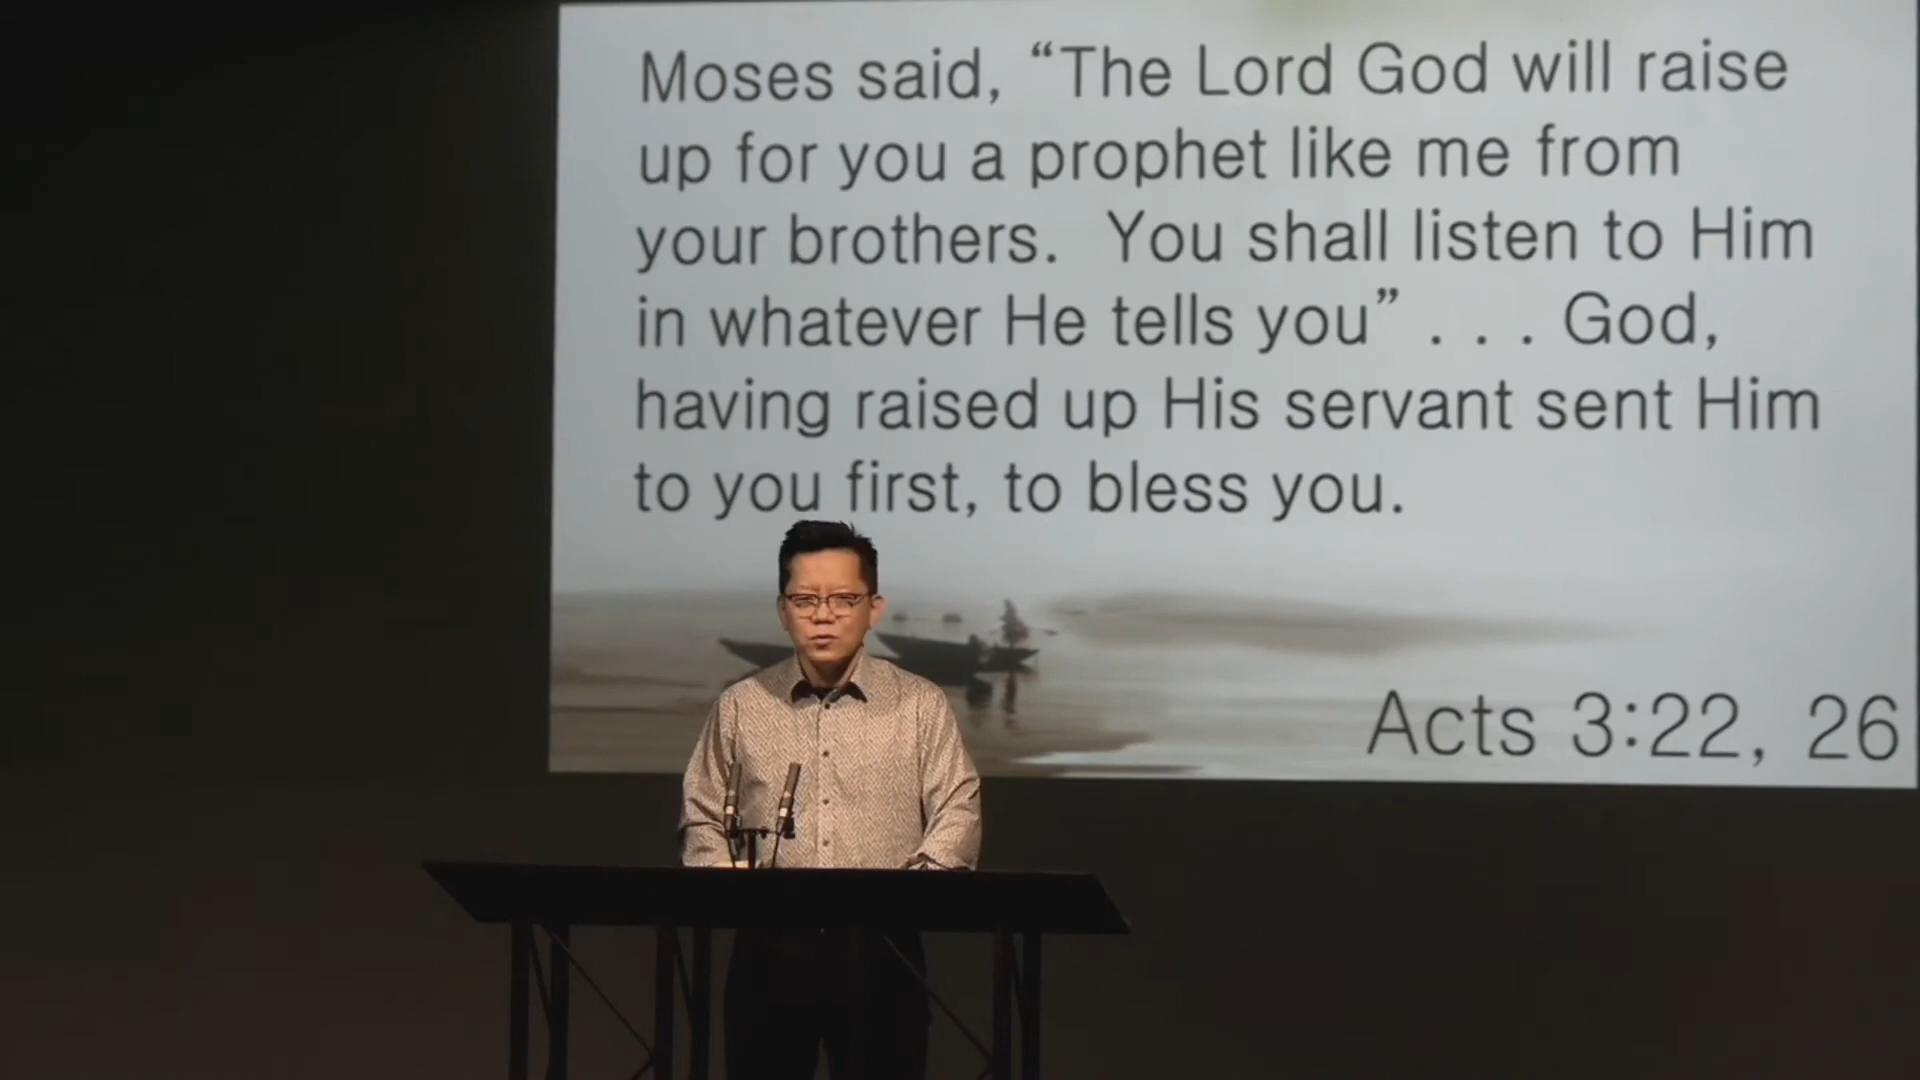 Moses said, “The Lord God will raise
up for you a prophet like me from
your brothers.  You shall listen to Him
in whatever He tells you” . . . God,
having raised up His servant sent Him
to you first, to bless you.
Acts 3:22, 26